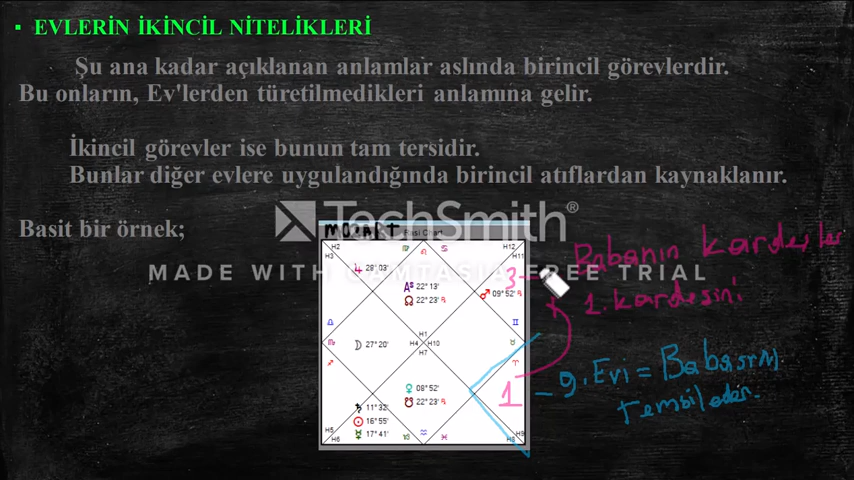 ▪ EVLERİN İKİNCİL NİTELİKLERİ
Şu ana kadar açıklanan anlamlar aslında birincil görevlerdir.
Bu onların, Ev'lerden türetilmedikleri anlamına gelir.
İkincil görevler ise bunun tam tersidir.
Bunlar diğer evlere uygulandığında birincil atıflardan kaynaklanır.
Basit bir örnek;
TechSmith®
MADE WITH CAMTASIA FREE TRIAL
MOZART Rasi Chart
H2 H12
H3 H11
♃ 28° 03'
As 22° 13'
☊ 22° 23' R
3
♂ 09° 52' R
Babanın kardeşler
1. kardeşini
☽ 27° 20'
H1
H4 H10
H7
♀ 08° 52'
☋ 22° 23' R
1
♄ 11° 32'
☉ 16° 55'
☿ 17° 41'
H5 H9
H6 H8
9. Evi = Babasını
temsil eder.